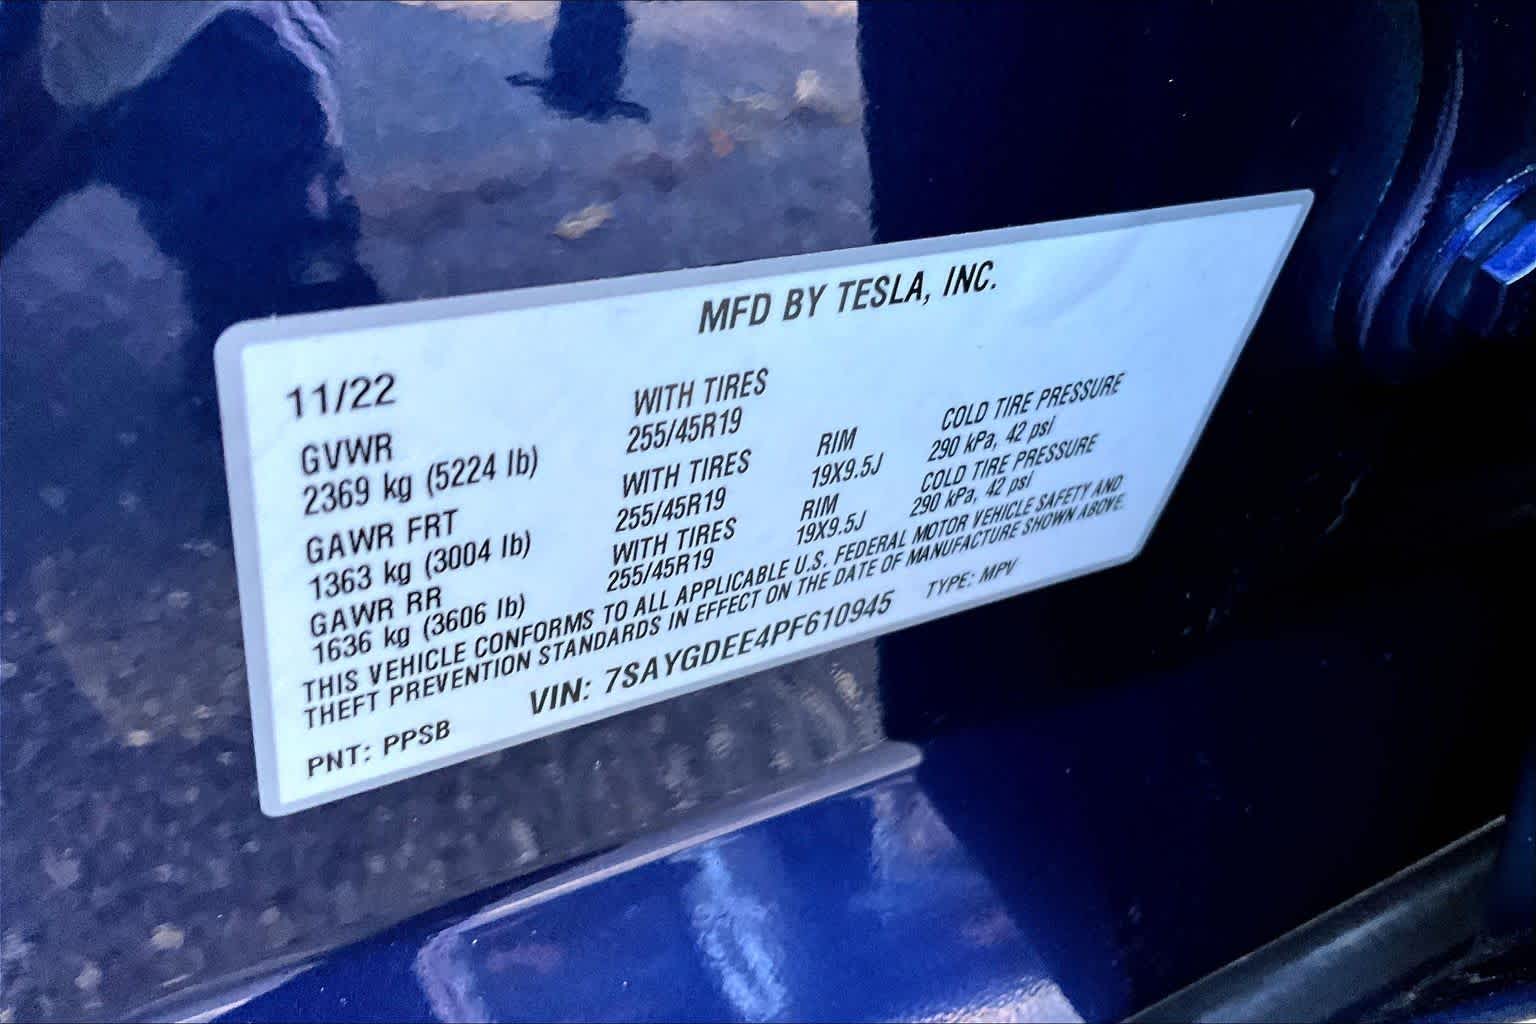 MFD BY TESLA, INC.
11/22
GVWR WITH TIRES
2369 kg (5224 lb) 255/45R19 RIM COLD TIRE PRESSURE
GAWR FRT WITH TIRES 19X9.5J 290 kPa, 42 psi
1363 kg (3004 lb) 255/45R19 RIM COLD TIRE PRESSURE
GAWR RR WITH TIRES 19X9.5J 290 kPa, 42 psi
1636 kg (3606 lb) 255/45R19
THIS VEHICLE CONFORMS TO ALL APPLICABLE U.S. FEDERAL MOTOR VEHICLE SAFETY AND
THEFT PREVENTION STANDARDS IN EFFECT ON THE DATE OF MANUFACTURE SHOWN ABOVE.
PNT: PPSB VIN: 7SAYGDEE4PF610945 TYPE: MPV